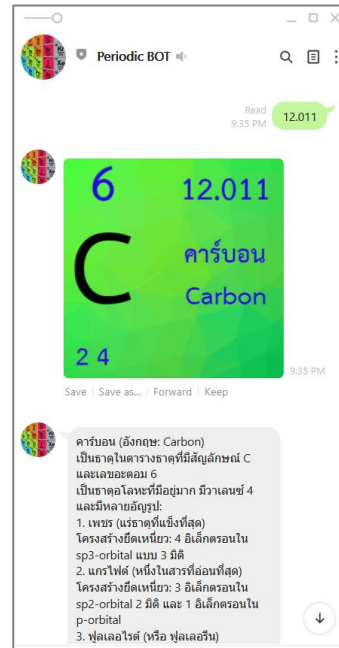 Periodic BOT
Read
9:35 PM
12.011
6 12.011
C
คาร์บอน
Carbon
2 4
9:35 PM
Save Save as... Forward Keep
คาร์บอน (อังกฤษ: Carbon)
เป็นธาตุในตารางธาตุที่มีสัญลักษณ์ C
และเลขอะตอม 6
เป็นธาตุอโลหะที่มีอยู่มาก มีวาเลนซ์ 4
และมีหลายอัญรูป:
1. เพชร (แร่ธาตุที่แข็งที่สุด)
โครงสร้างยึดเหนี่ยว: 4 อิเล็กตรอนใน
sp3-orbital แบบ 3 มิติ
2. แกรไฟต์ (หนึ่งในสารที่อ่อนที่สุด)
โครงสร้างยึดเหนี่ยว: 3 อิเล็กตรอนใน
sp2-orbital 2 มิติ และ 1 อิเล็กตรอนใน
p-orbital
3. ฟุลเลอไรต์ (หรือ ฟุลเลอรีน)